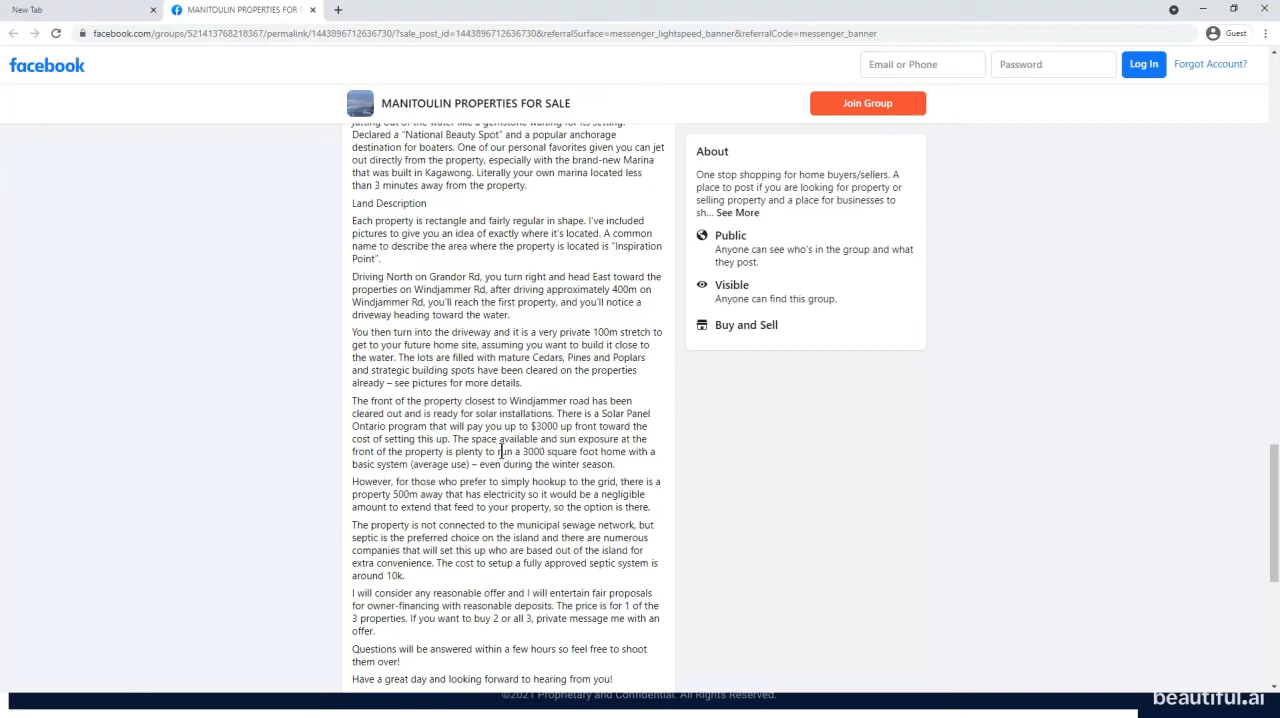 New Tab
MANITOULIN PROPERTIES FOR S
facebook.com/groups/521413768218367/permalink/1443896712636730/?sale_post_id=1443896712636730&referralSurface=messenger_lightspeed_banner&referralCode=messenger_banner
Guest
facebook
Email or Phone
Password
Log In
Forgot Account?
MANITOULIN PROPERTIES FOR SALE
Join Group
jutting out of the water like a gemstone waiting for its setting.
Declared a "National Beauty Spot" and a popular anchorage
destination for boaters. One of our personal favorites given you can jet
out directly from the property, especially with the brand-new Marina
that was built in Kagawong. Literally your own marina located less
than 3 minutes away from the property.
Land Description
Each property is rectangle and fairly regular in shape. I've included
pictures to give you an idea of exactly where it's located. A common
name to describe the area where the property is located is "Inspiration
Point".
Driving North on Grandor Rd, you turn right and head East toward the
properties on Windjammer Rd, after driving approximately 400m on
Windjammer Rd, you'll reach the first property, and you'll notice a
driveway heading toward the water.
You then turn into the driveway and it is a very private 100m stretch to
get to your future home site, assuming you want to build it close to
the water. The lots are filled with mature Cedars, Pines and Poplars
and strategic building spots have been cleared on the properties
already – see pictures for more details.
The front of the property closest to Windjammer road has been
cleared out and is ready for solar installations. There is a Solar Panel
Ontario program that will pay you up to $3000 up front toward the
cost of setting this up. The space available and sun exposure at the
front of the property is plenty to run a 3000 square foot home with a
basic system (average use) – even during the winter season.
However, for those who prefer to simply hookup to the grid, there is a
property 500m away that has electricity so it would be a negligible
amount to extend that feed to your property, so the option is there.
The property is not connected to the municipal sewage network, but
septic is the preferred choice on the island and there are numerous
companies that will set this up who are based out of the island for
extra convenience. The cost to setup a fully approved septic system is
around 10k.
I will consider any reasonable offer and I will entertain fair proposals
for owner-financing with reasonable deposits. The price is for 1 of the
3 properties. If you want to buy 2 or all 3, private message me with an
offer.
Questions will be answered within a few hours so feel free to shoot
them over!
Have a great day and looking forward to hearing from you!
About
One stop shopping for home buyers/sellers. A
place to post if you are looking for property or
selling property and a place for businesses to
sh... See More
Public
Anyone can see who's in the group and what
they post.
Visible
Anyone can find this group.
Buy and Sell
©2021 Proprietary and Confidential. All Rights Reserved.
beautiful.ai